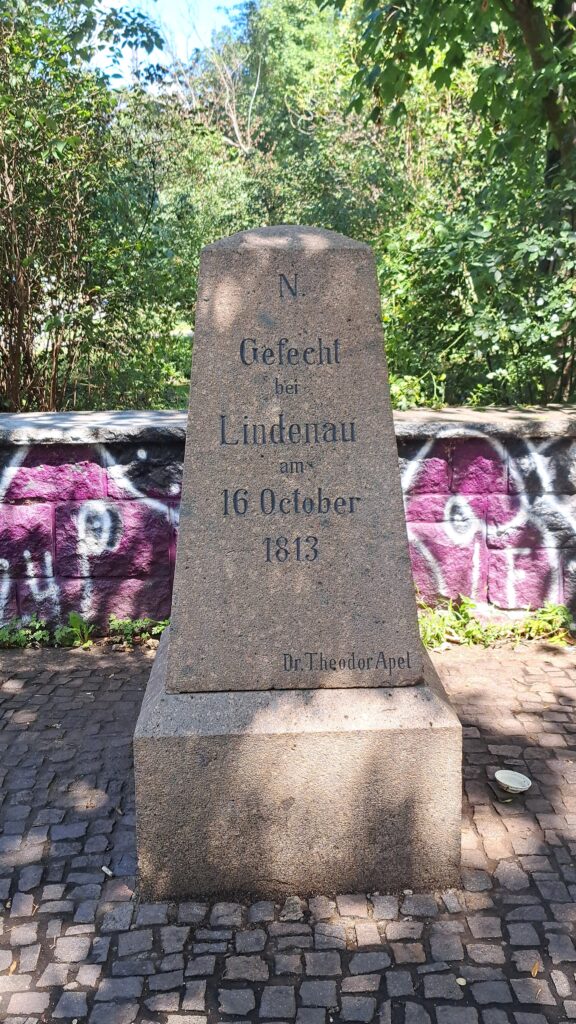 N.
Gefecht
bei
Lindenau
am
16 October
1813
Dr. Theodor Apel